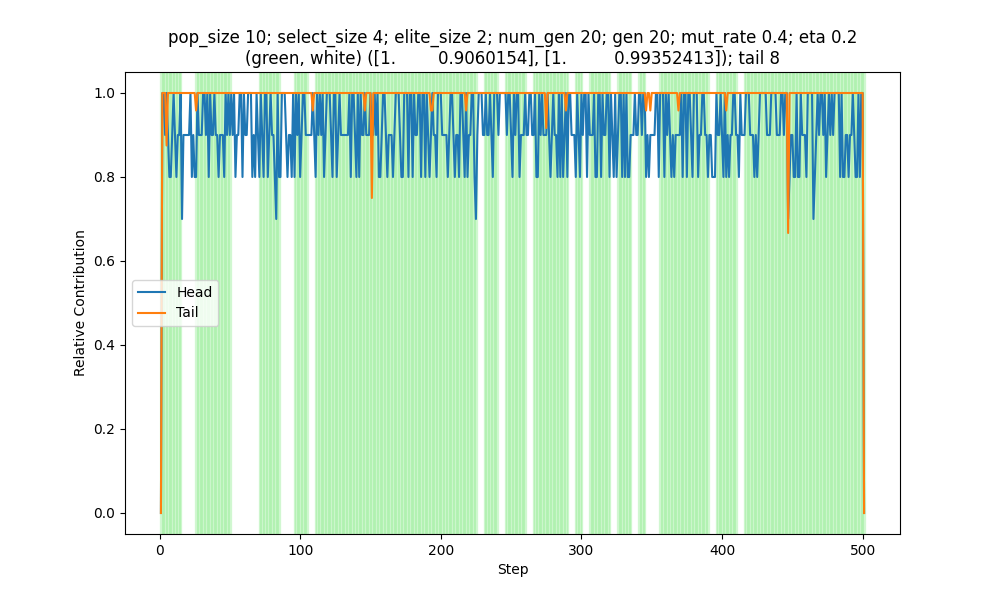 pop_size 10; select_size 4; elite_size 2; num_gen 20; gen 20; mut_rate 0.4; eta 0.2
(green, white) ([1. 0.9060154], [1. 0.99352413]); tail 8
1.0
0.8
0.6
0.4
0.2
0.0
Relative Contribution
Head
Tail
0
100
200
300
400
500
Step